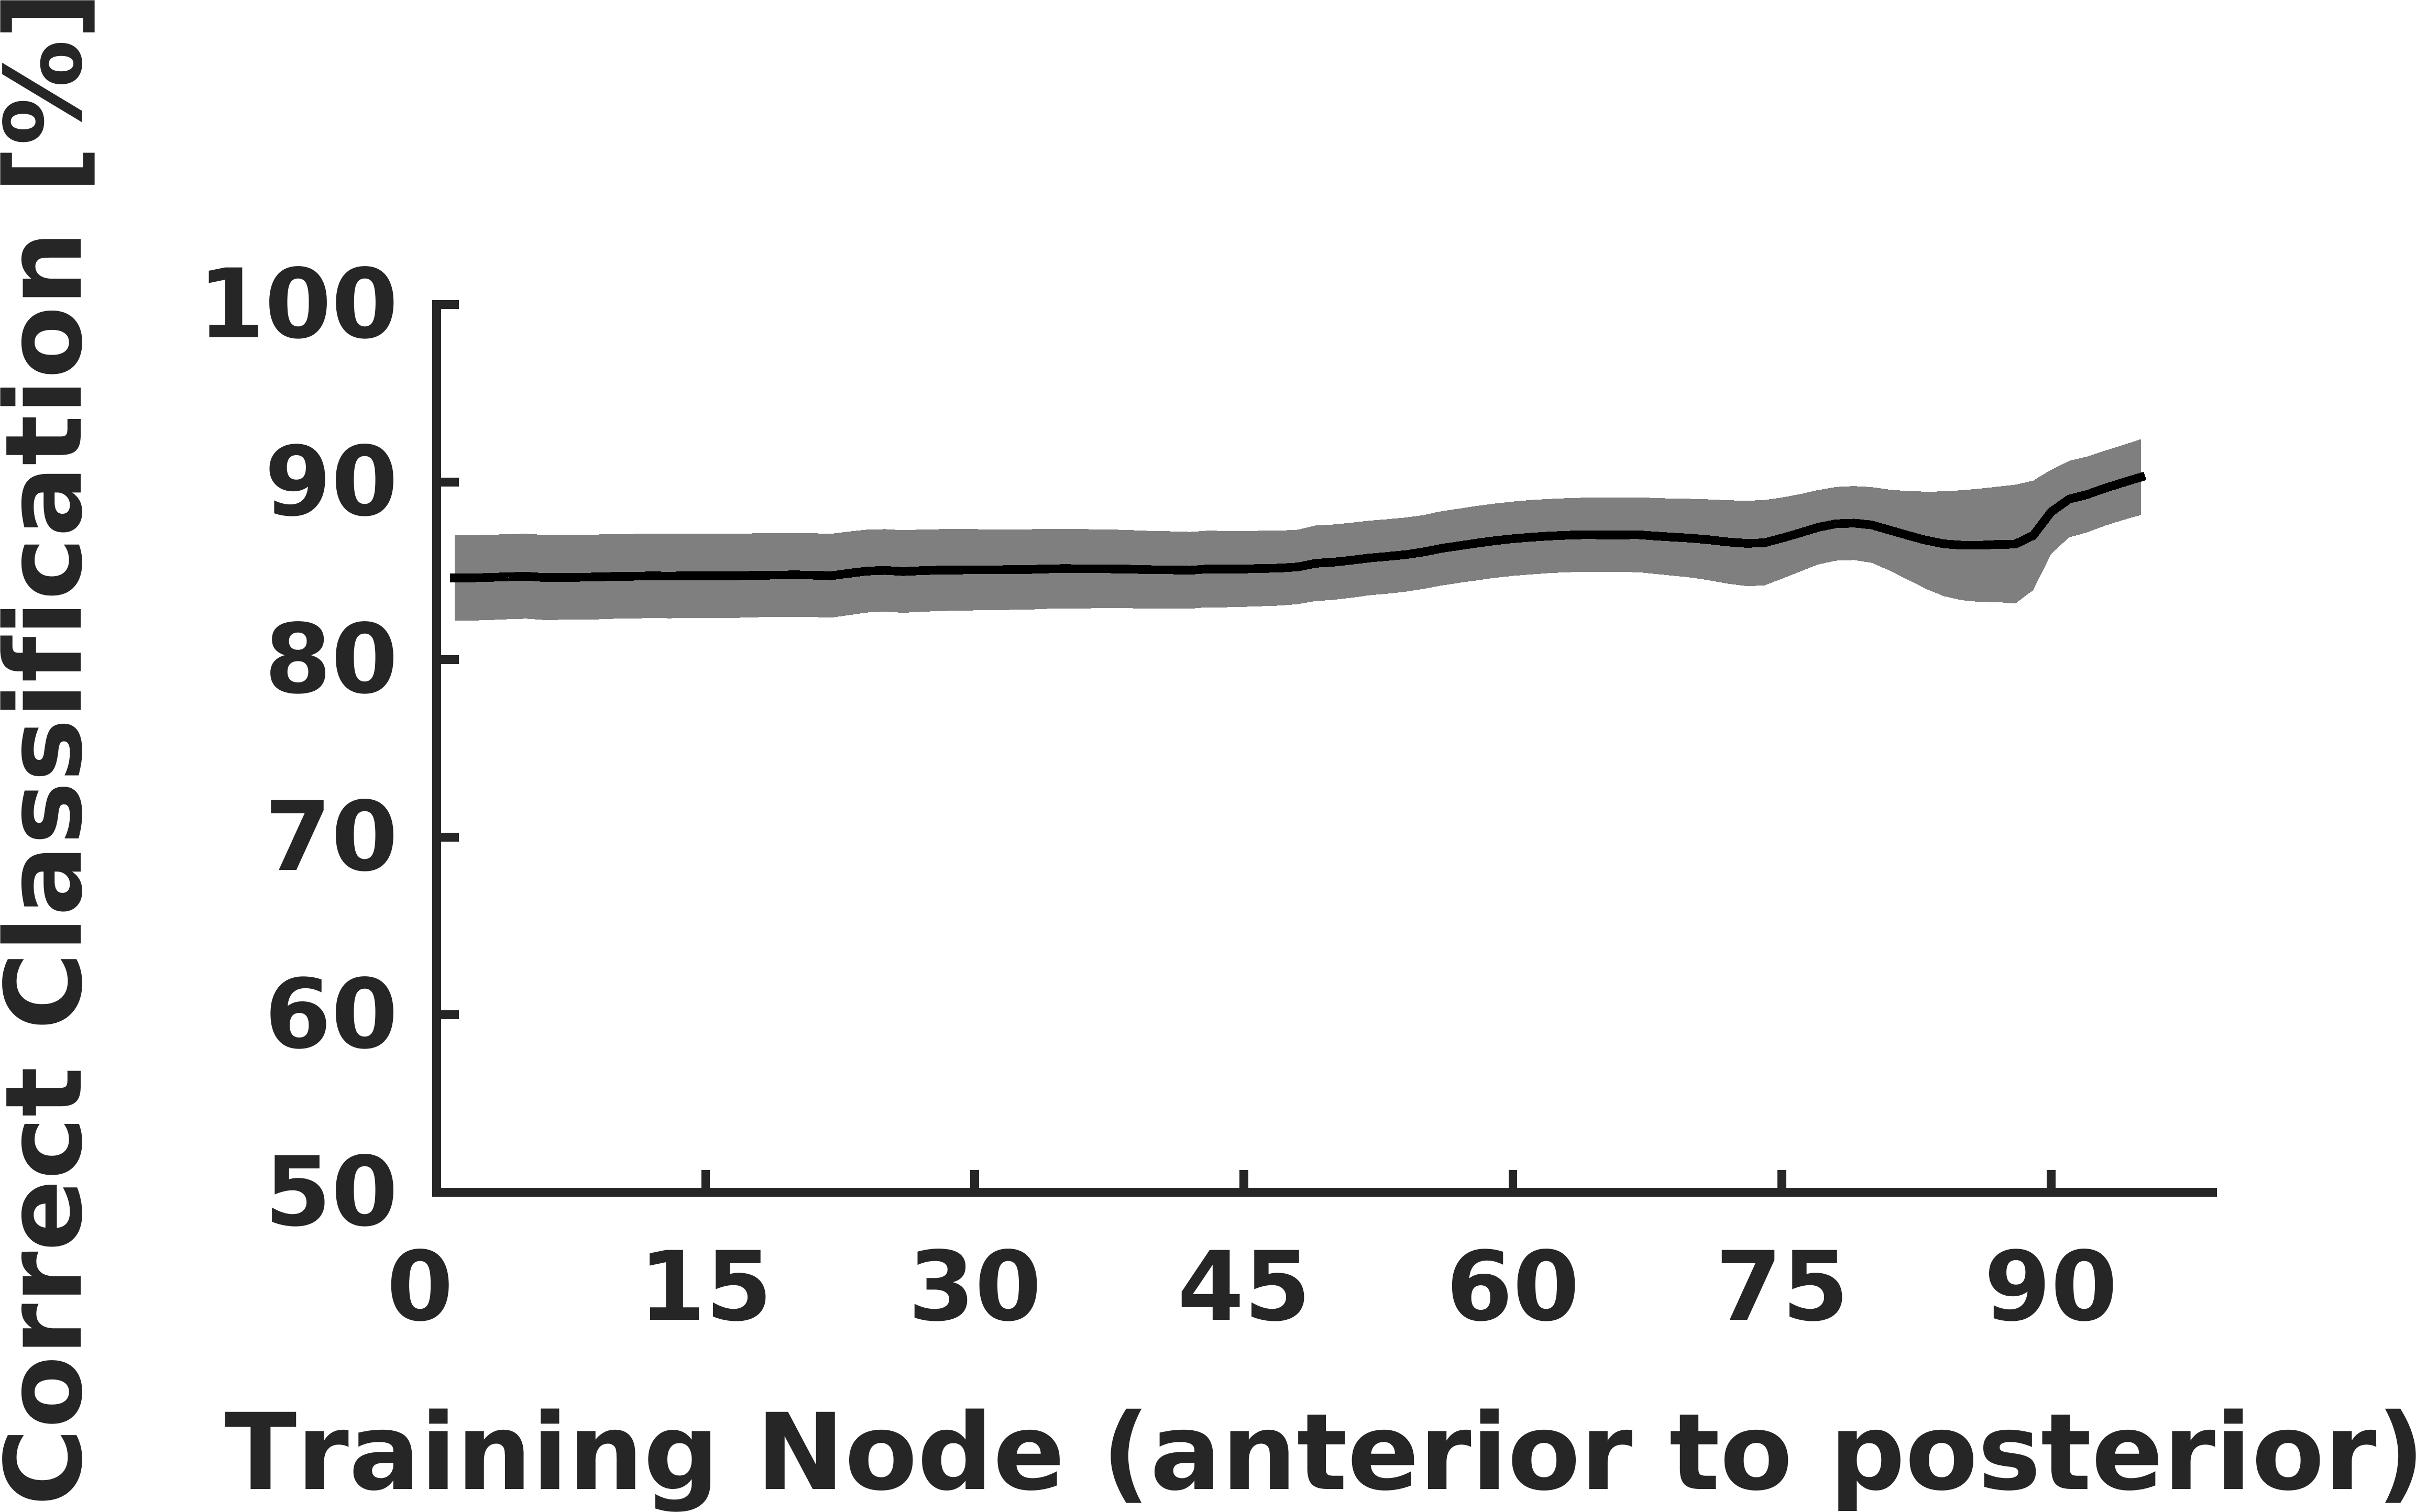 Correct Classification [%]
100
90
80
70
60
50
0 15 30 45 60 75 90
Training Node (anterior to posterior)